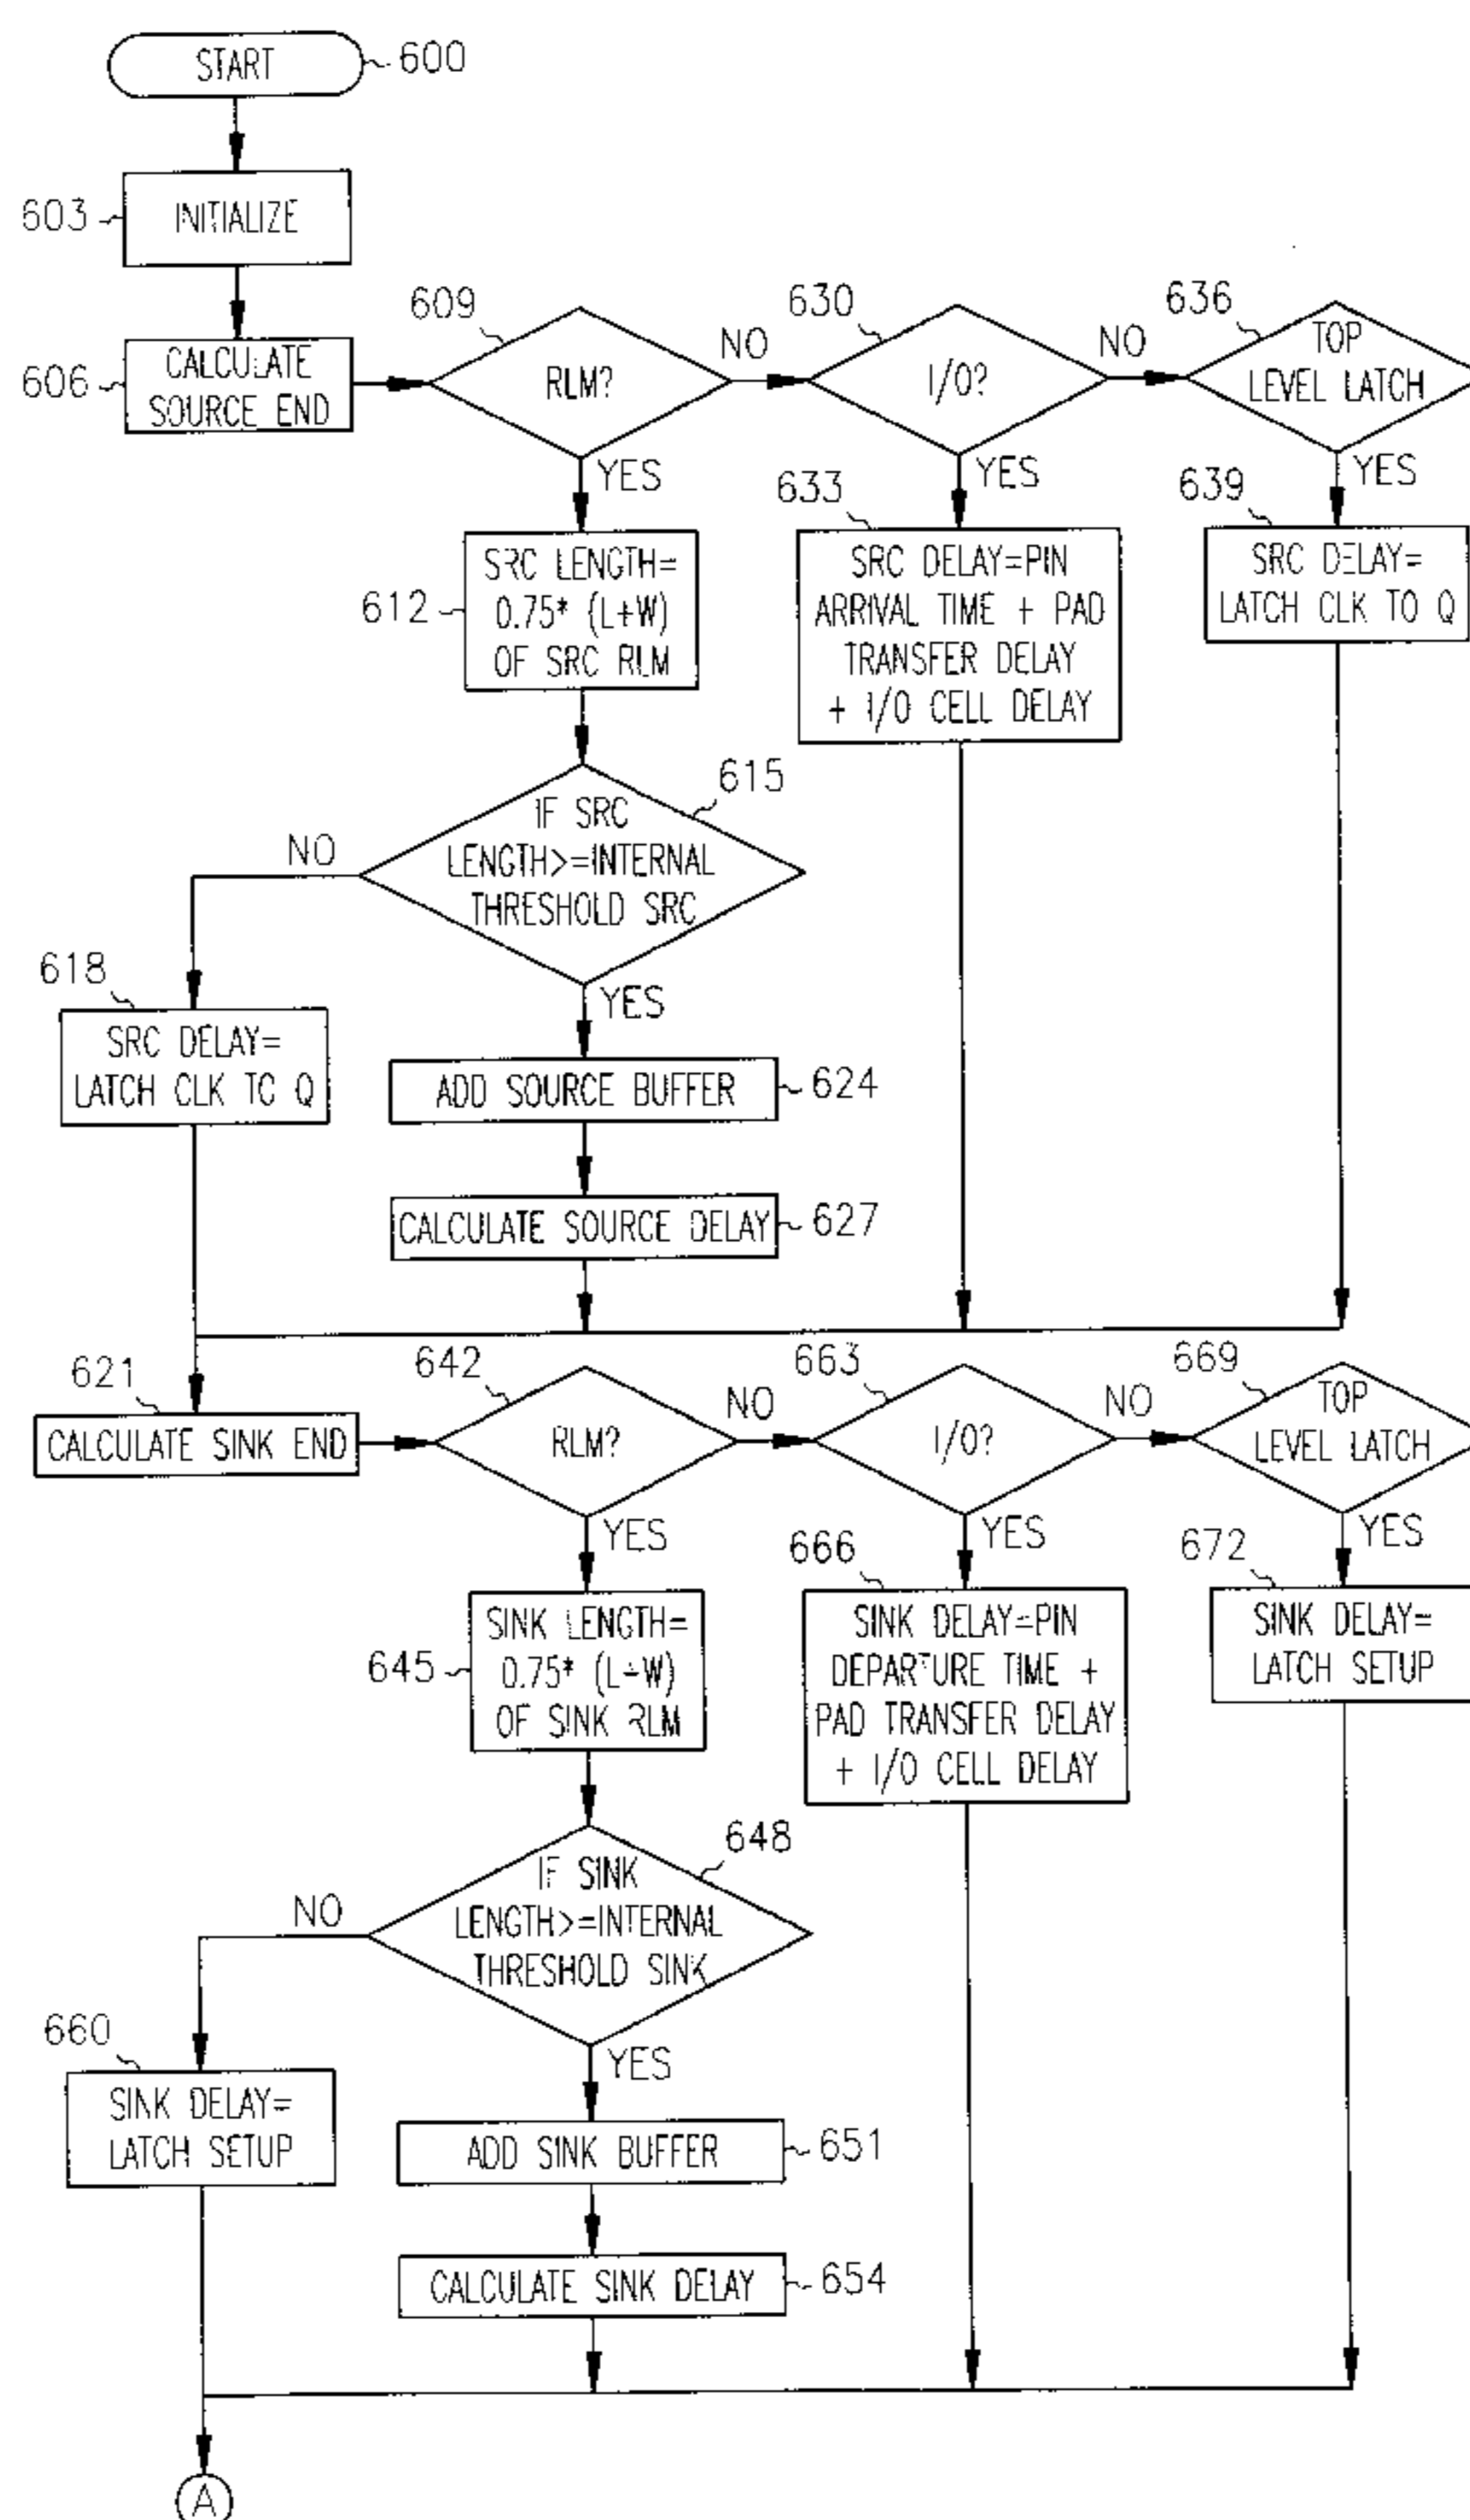 START
600
603
INITIALIZE
606
CALCULATE
SOURCE END
609
RLM?
NO
YES
630
I/O?
NO
YES
636
TOP
LEVEL LATCH
YES
612
SRC LENGTH=
0.75* (L+W)
OF SRC RLM
633
SRC DELAY=PIN
ARRIVAL TIME + PAD
TRANSFER DELAY
+ I/O CELL DELAY
639
SRC DELAY=
LATCH CLK TO Q
615
IF SRC
LENGTH>=INTERNAL
THRESHOLD SRC
NO
YES
618
SRC DELAY=
LATCH CLK TO Q
ADD SOURCE BUFFER
624
CALCULATE SOURCE DELAY
627
621
CALCULATE SINK END
642
RLM?
NO
YES
663
I/O?
NO
YES
669
TOP
LEVEL LATCH
YES
645
SINK LENGTH=
0.75* (L+W)
OF SINK RLM
666
SINK DELAY=PIN
DEPARTURE TIME +
PAD TRANSFER DELAY
+ I/O CELL DELAY
672
SINK DELAY=
LATCH SETUP
648
IF SINK
LENGTH>=INTERNAL
THRESHOLD SINK
NO
YES
660
SINK DELAY=
LATCH SETUP
ADD SINK BUFFER
651
CALCULATE SINK DELAY
654
A